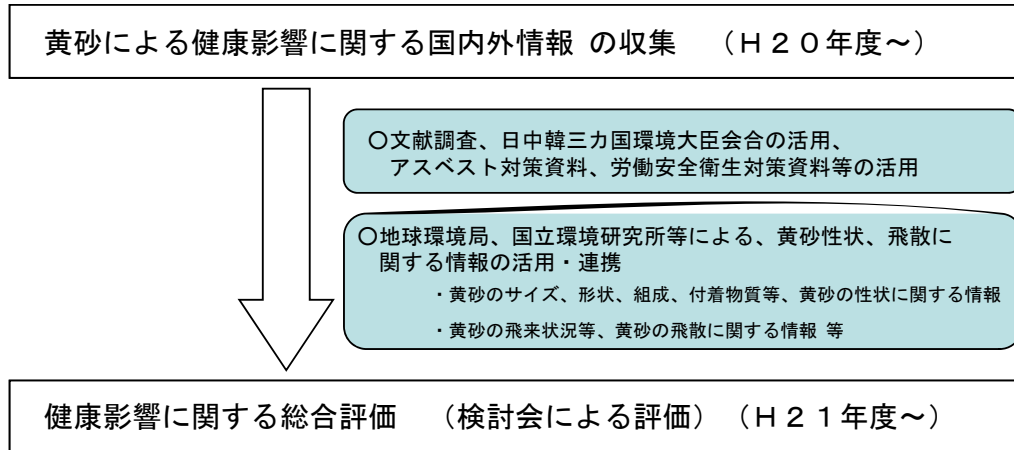 黄砂による健康影響に関する国内外情報 の収集　（Ｈ２０年度～）
○文献調査、日中韓三カ国環境大臣会合の活用、
アスベスト対策資料、労働安全衛生対策資料等の活用
○地球環境局、国立環境研究所等による、黄砂性状、飛散に
関する情報の活用・連携
・黄砂のサイズ、形状、組成、付着物質等、黄砂の性状に関する情報
・黄砂の飛来状況等、黄砂の飛散に関する情報 等
健康影響に関する総合評価　（検討会による評価）（Ｈ２１年度～）